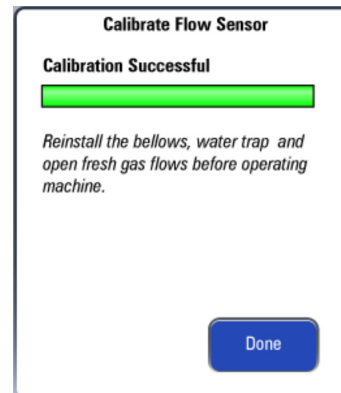 Calibrate Flow Sensor
Calibration Successful
Reinstall the bellows, water trap and
open fresh gas flows before operating
machine.
Done